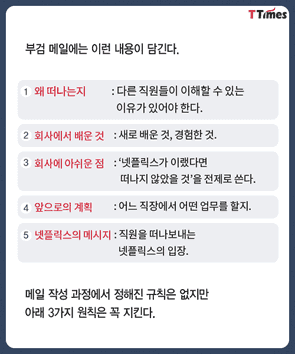 TTimes
부검 메일에는 이런 내용이 담긴다.
1 왜 떠나는지 : 다른 직원들이 이해할 수 있는
이유가 있어야 한다.
2 회사에서 배운 것 : 새로 배운 것, 경험한 것.
3 회사에 아쉬운 점 : ‘넷플릭스가 이랬다면
떠나지 않았을 것’을 전제로 쓴다.
4 앞으로의 계획 : 어느 직장에서 어떤 업무를 할지.
5 넷플릭스의 메시지 : 직원을 떠나보내는
넷플릭스의 입장.
메일 작성 과정에서 정해진 규칙은 없지만
아래 3가지 원칙은 꼭 지킨다.